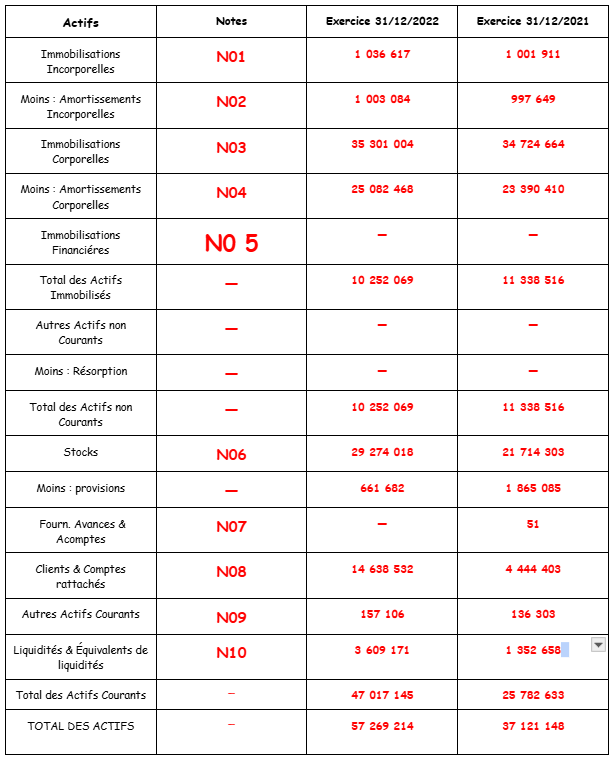 Actifs Notes Exercice 31/12/2022 Exercice 31/12/2021
Immobilisations N01 1 036 617 1 001 911
Incorporelles
Moins : Amortissements N02 1 003 084 997 649
Incorporelles
Immobilisations N03 35 301 004 34 724 664
Corporelles
Moins : Amortissements N04 25 082 468 23 390 410
Corporelles
Immobilisations N0 5 — —
Financiéres
Total des Actifs — 10 252 069 11 338 516
Immobilisés
Autres Actifs non — — —
Courants
Moins : Résorption — — —
Total des Actifs non — 10 252 069 11 338 516
Courants
Stocks N06 29 274 018 21 714 303
Moins : provisions — 661 682 1 865 085
Fourn. Avances & N07 — 51
Acomptes
Clients & Comptes N08 14 638 532 4 444 403
rattachés
Autres Actifs Courants N09 157 106 136 303
Liquidités & Équivalents de N10 3 609 171 1 352 658
liquidités
Total des Actifs Courants — 47 017 145 25 782 633
TOTAL DES ACTIFS — 57 269 214 37 121 148